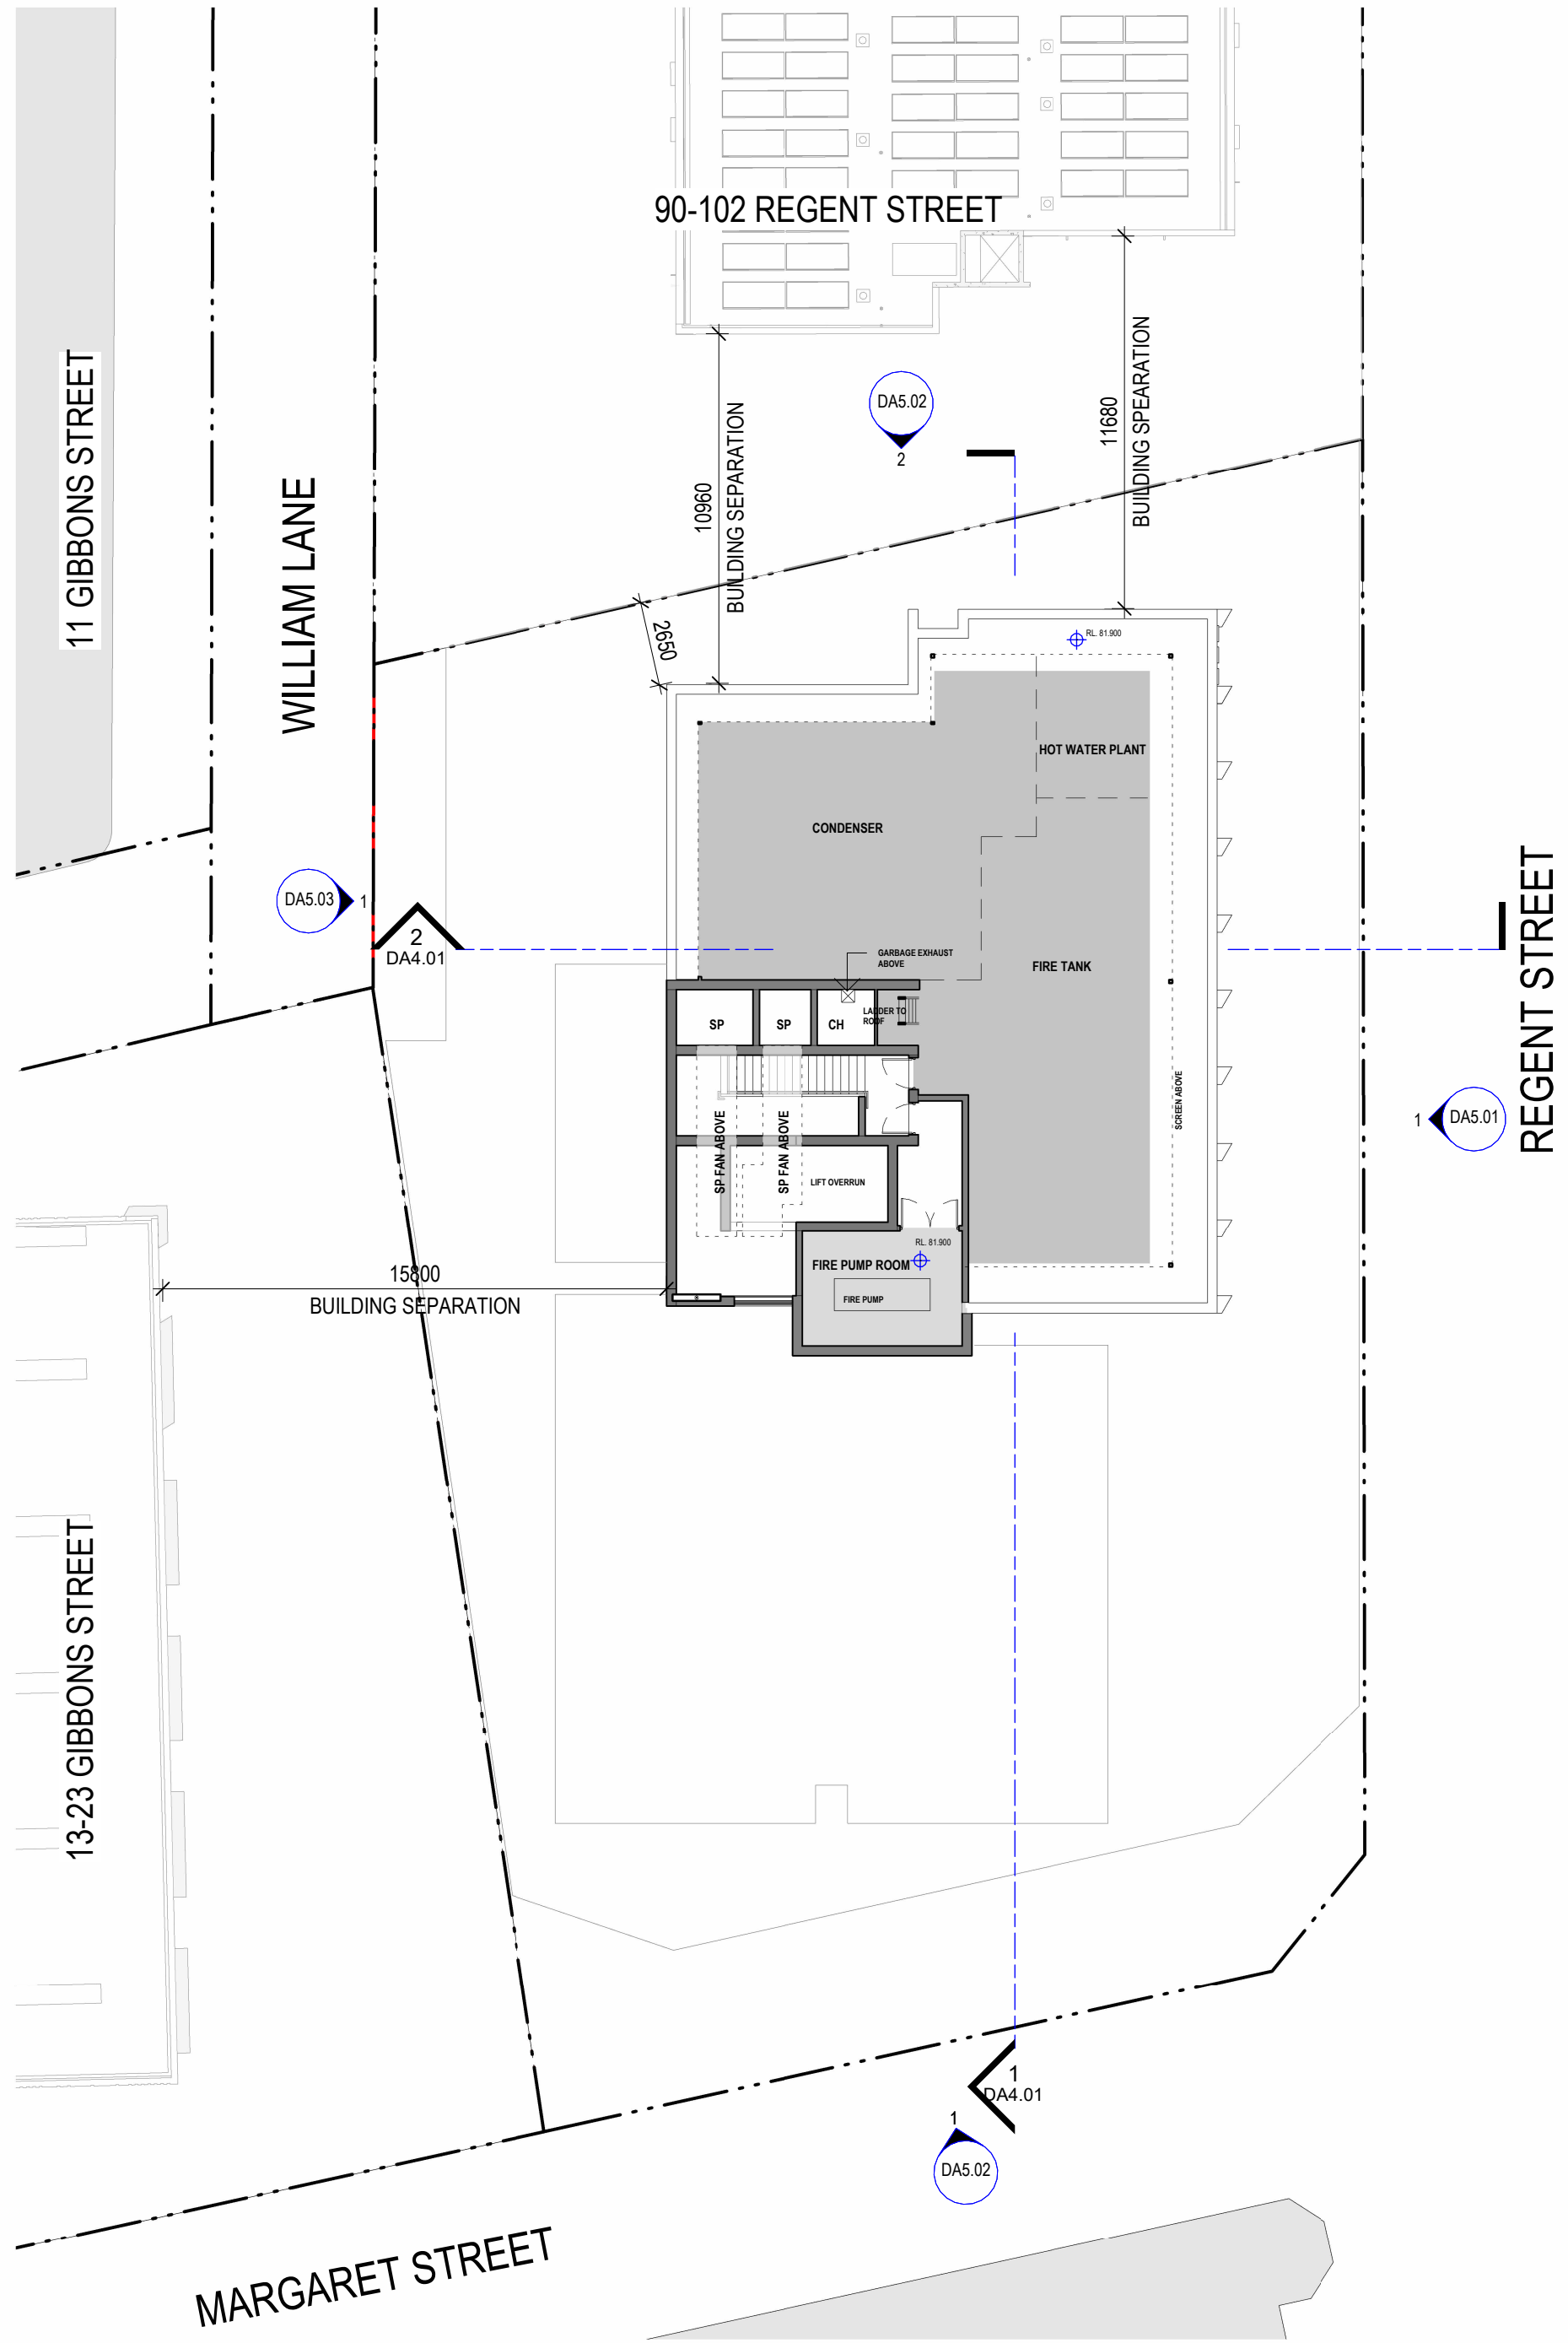 90-102 REGENT STREET
11 GIBBONS STREET
WILLIAM LANE
DA5.02
2
10960
BUILDING SEPARATION
11680
BUILDING SPEARATION
2650
RL. 81.900
HOT WATER PLANT
CONDENSER
DA5.03
1
2
DA4.01
GARBAGE EXHAUST
ABOVE
FIRE TANK
REGENT STREET
SP
SP
CH
LADDER TO
ROOF
SP FAN ABOVE
SP FAN ABOVE
SCREEN ABOVE
1
DA5.01
LIFT OVERRUN
RL. 81.900
FIRE PUMP ROOM
FIRE PUMP
15800
BUILDING SEPARATION
13-23 GIBBONS STREET
1
DA4.01
1
DA5.02
MARGARET STREET